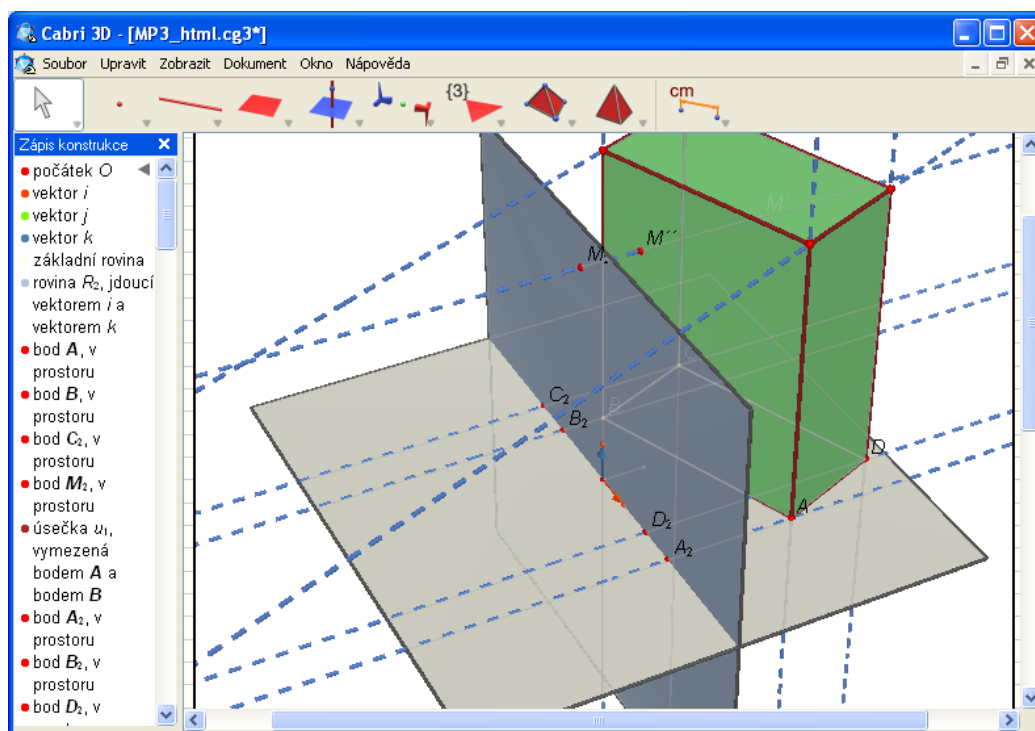 Cabri 3D - [MP3_html.cg3*]
Soubor Upravit Zobrazit Dokument Okno Nápověda
{3}
cm
Zápis konstrukce
počátek O
vektor i
vektor j
vektor k
základní rovina
rovina R₂, jdoucí
vektorem i a
vektorem k
bod A, v
prostoru
bod B, v
prostoru
bod C₂, v
prostoru
bod M₂, v
prostoru
úsečka u₁,
vymezená
bodem A a
bodem B
bod A₂, v
prostoru
bod B₂, v
prostoru
bod D₂, v
M´
M´´
M₂
C₂
B₂
B
D
D₂
A
A₂